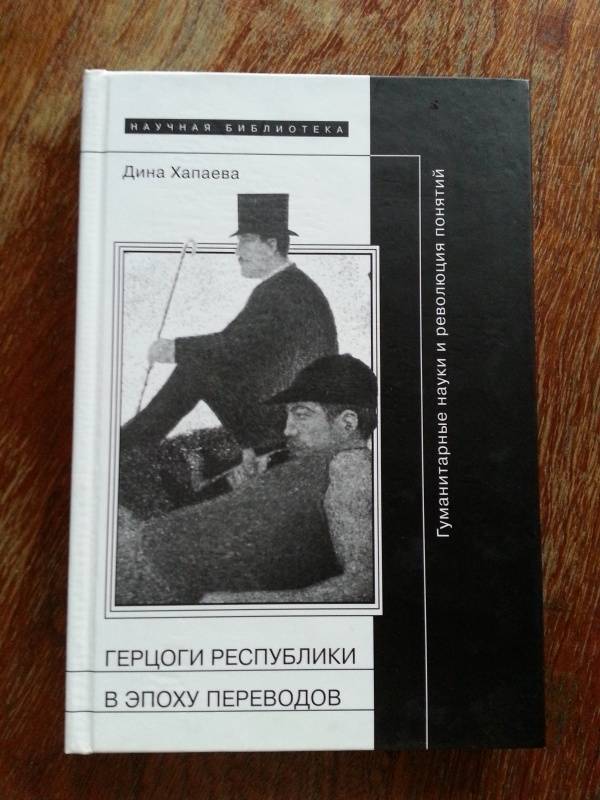 НАУЧНАЯ БИБЛИОТЕКА
Дина Хапаева
Гуманитарные науки и революция понятий
ГЕРЦОГИ РЕСПУБЛИКИ
В ЭПОХУ ПЕРЕВОДОВ